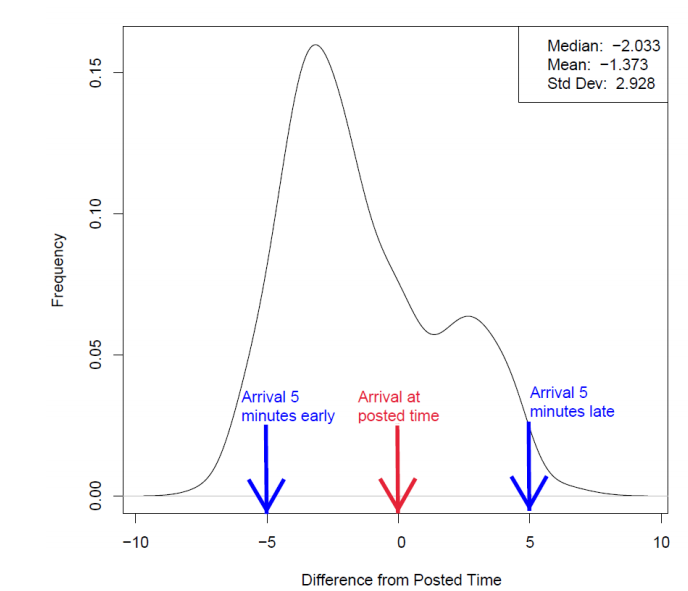 Median: −2.033
Mean: −1.373
Std Dev: 2.928
0.15
0.10
0.05
0.00
Frequency
Arrival 5
minutes early
Arrival at
posted time
Arrival 5
minutes late
−10
−5
0
5
10
Difference from Posted Time